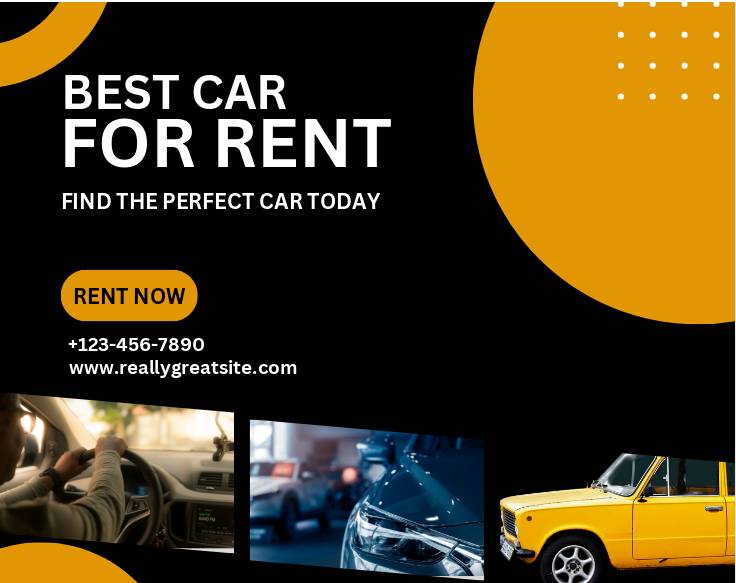 BEST CAR
FOR RENT
FIND THE PERFECT CAR TODAY
RENT NOW
+123-456-7890
www.reallygreatsite.com